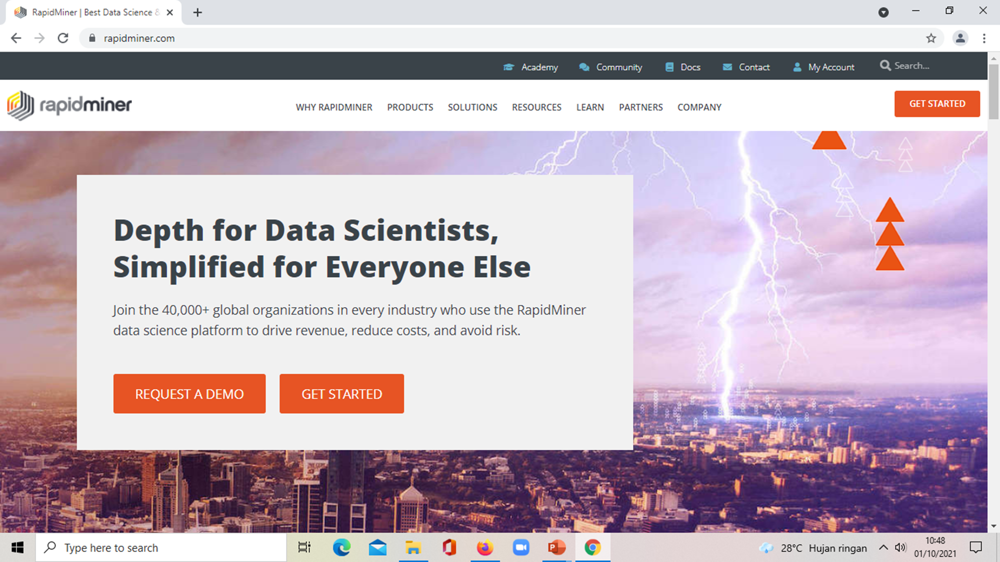 RapidMiner | Best Data Science &
rapidminer.com
Academy Community Docs Contact My Account Search...
rapidminer
WHY RAPIDMINER PRODUCTS SOLUTIONS RESOURCES LEARN PARTNERS COMPANY
GET STARTED
Depth for Data Scientists,
Simplified for Everyone Else
Join the 40,000+ global organizations in every industry who use the RapidMiner
data science platform to drive revenue, reduce costs, and avoid risk.
REQUEST A DEMO GET STARTED
Type here to search
28°C Hujan ringan
10:48
01/10/2021